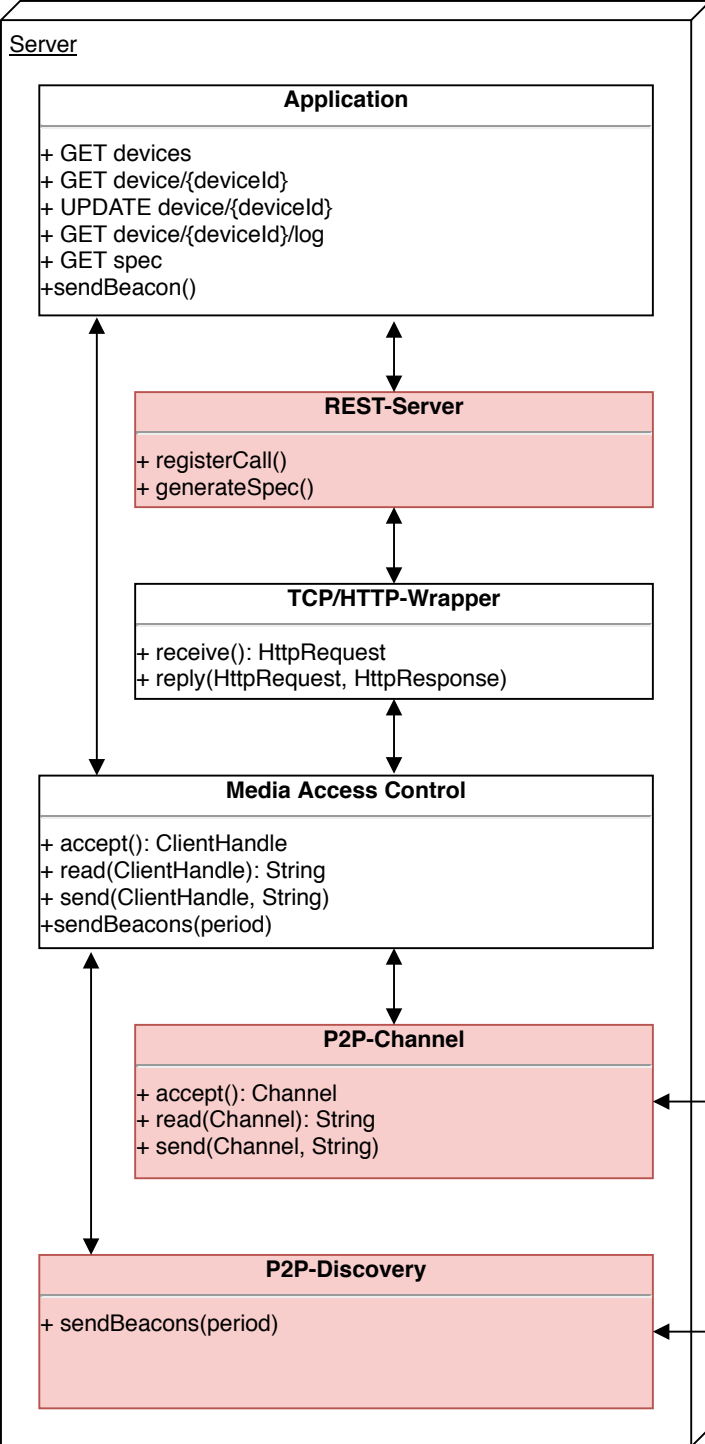 Server
Application
+ GET devices
+ GET device/{deviceId}
+ UPDATE device/{deviceId}
+ GET device/{deviceId}/log
+ GET spec
+sendBeacon()
REST-Server
+ registerCall()
+ generateSpec()
TCP/HTTP-Wrapper
+ receive(): HttpRequest
+ reply(HttpRequest, HttpResponse)
Media Access Control
+ accept(): ClientHandle
+ read(ClientHandle): String
+ send(ClientHandle, String)
+sendBeacons(period)
P2P-Channel
+ accept(): Channel
+ read(Channel): String
+ send(Channel, String)
P2P-Discovery
+ sendBeacons(period)